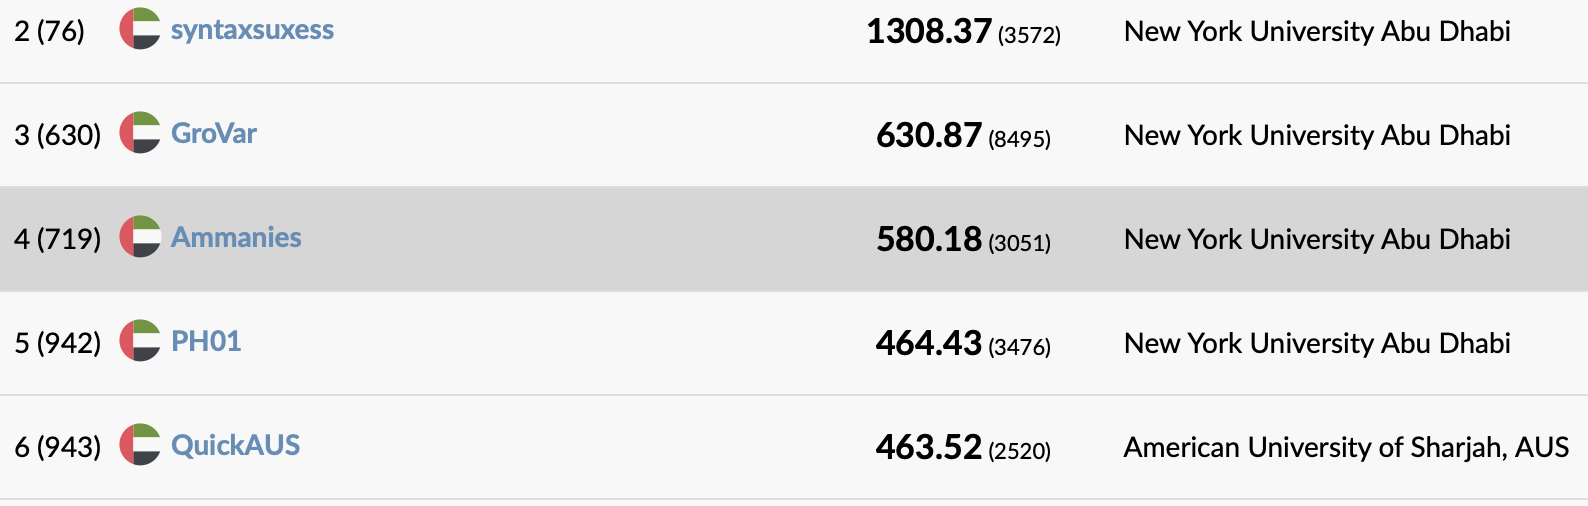 2 (76) syntaxsuxess 1308.37 (3572) New York University Abu Dhabi
3 (630) GroVar 630.87 (8495) New York University Abu Dhabi
4 (719) Ammanies 580.18 (3051) New York University Abu Dhabi
5 (942) PH01 464.43 (3476) New York University Abu Dhabi
6 (943) QuickAUS 463.52 (2520) American University of Sharjah, AUS